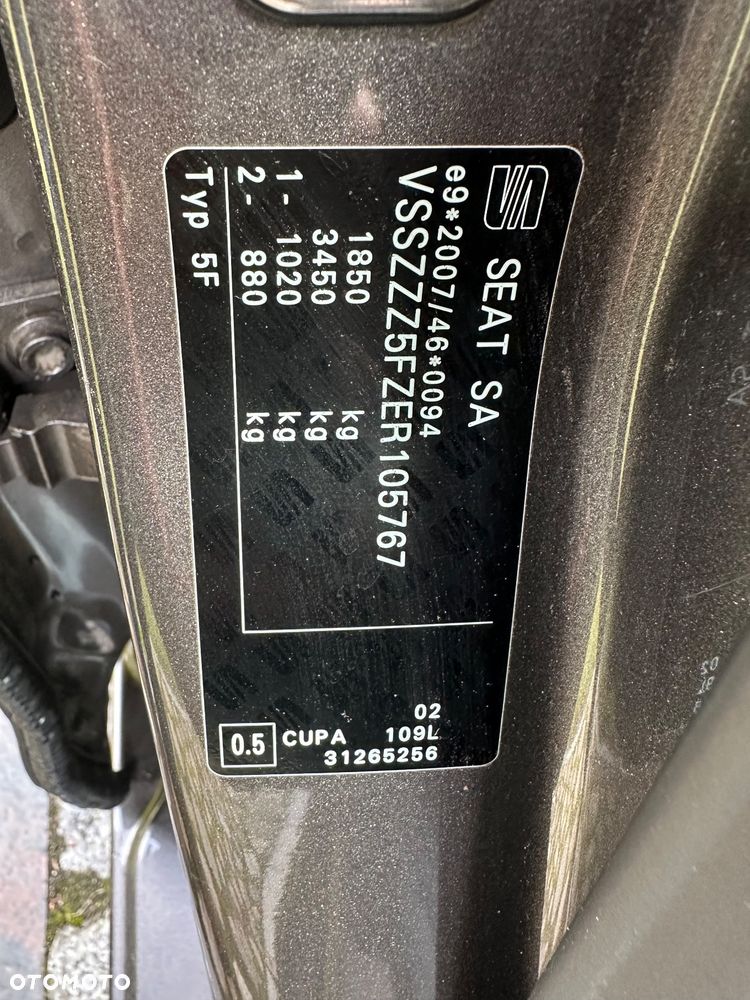 SEAT SA
e9*2007/46*0094
VSSZZZ5FZER105767
1850 kg
3450 kg
1- 1020 kg
2- 880 kg
Typ 5F
02
0.5 CUPA 109L
31265256
OTOMOTO